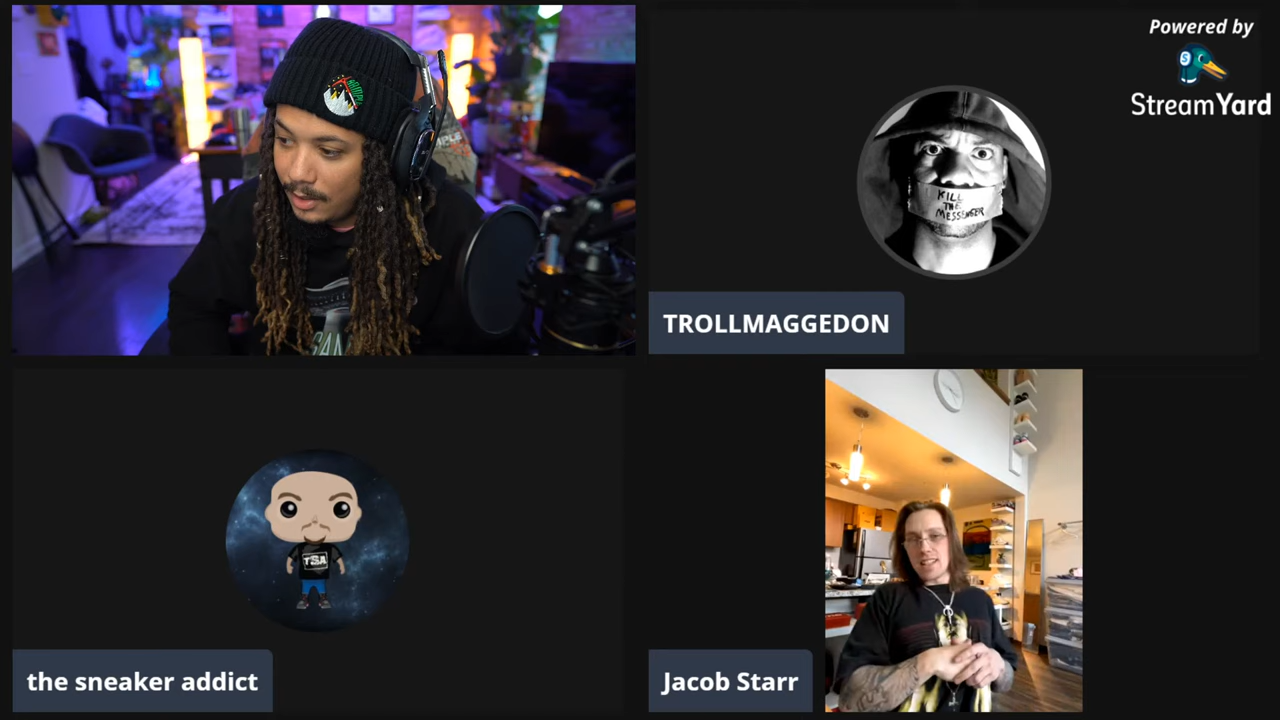 Powered by
S
StreamYard
KILL
THE
MESSENGER
TROLLMAGGEDON
TSA
the sneaker addict
Jacob Starr